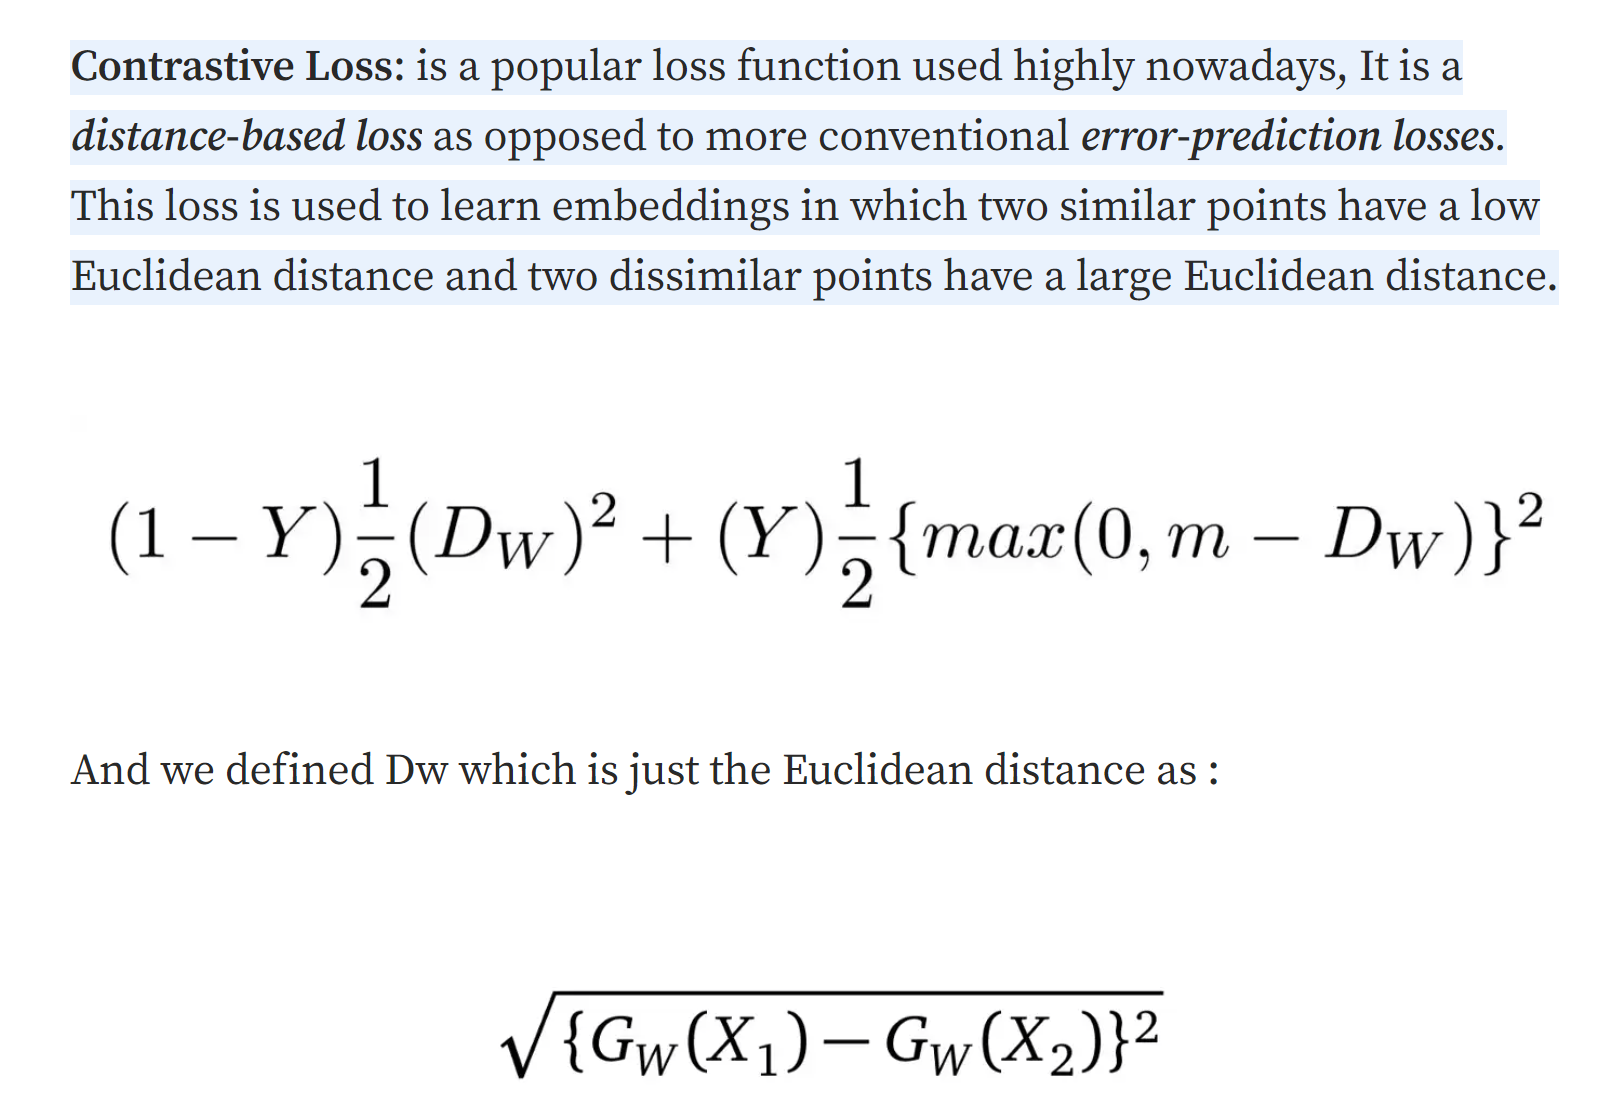 Contrastive Loss: is a popular loss function used highly nowadays, It is a
distance-based loss as opposed to more conventional error-prediction losses.
This loss is used to learn embeddings in which two similar points have a low
Euclidean distance and two dissimilar points have a large Euclidean distance.
(1 − Y)\frac{1}{2}(D_W)^2 + (Y)\frac{1}{2}{max(0, m − D_W)}^2
And we defined Dw which is just the Euclidean distance as :
\sqrt{{G_W(X_1) − G_W(X_2)}^2}